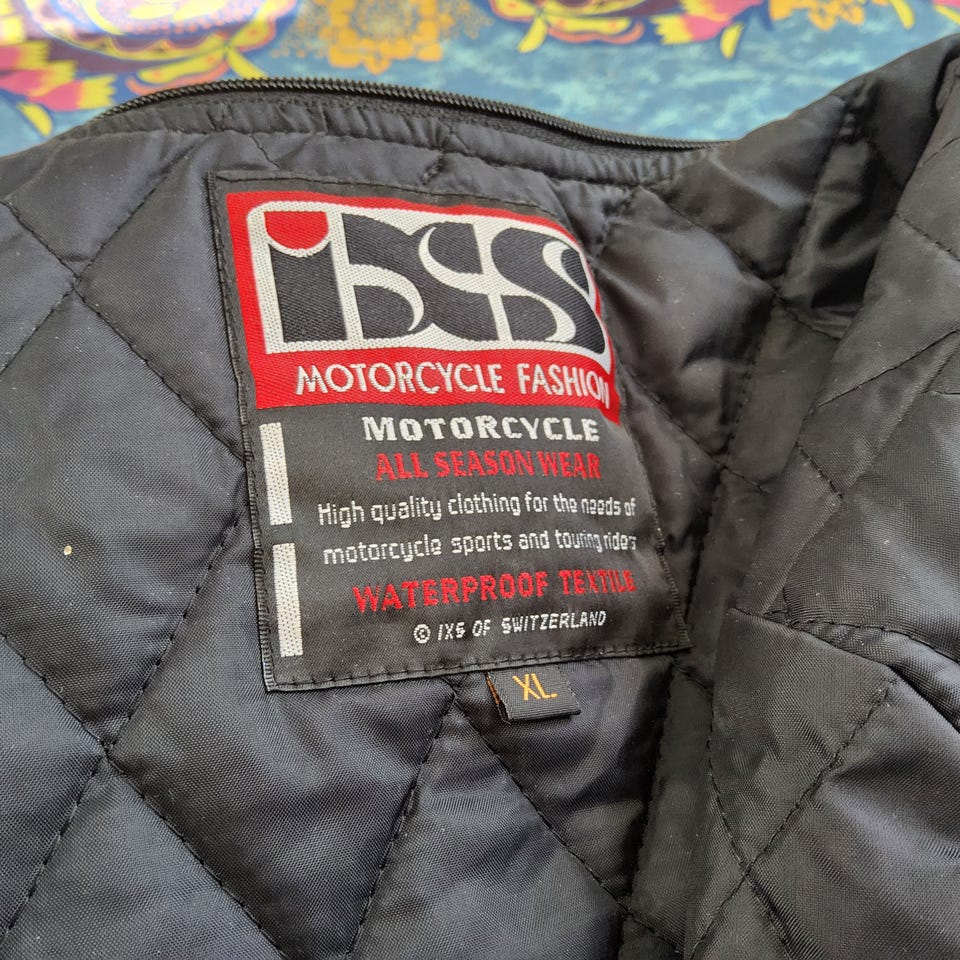 iXS
MOTORCYCLE FASHION
MOTORCYCLE
ALL SEASON WEAR
High quality clothing for the needs of
motorcycle sports and touring riders
WATERPROOF TEXTILE
© IXS OF SWITZERLAND
XL.